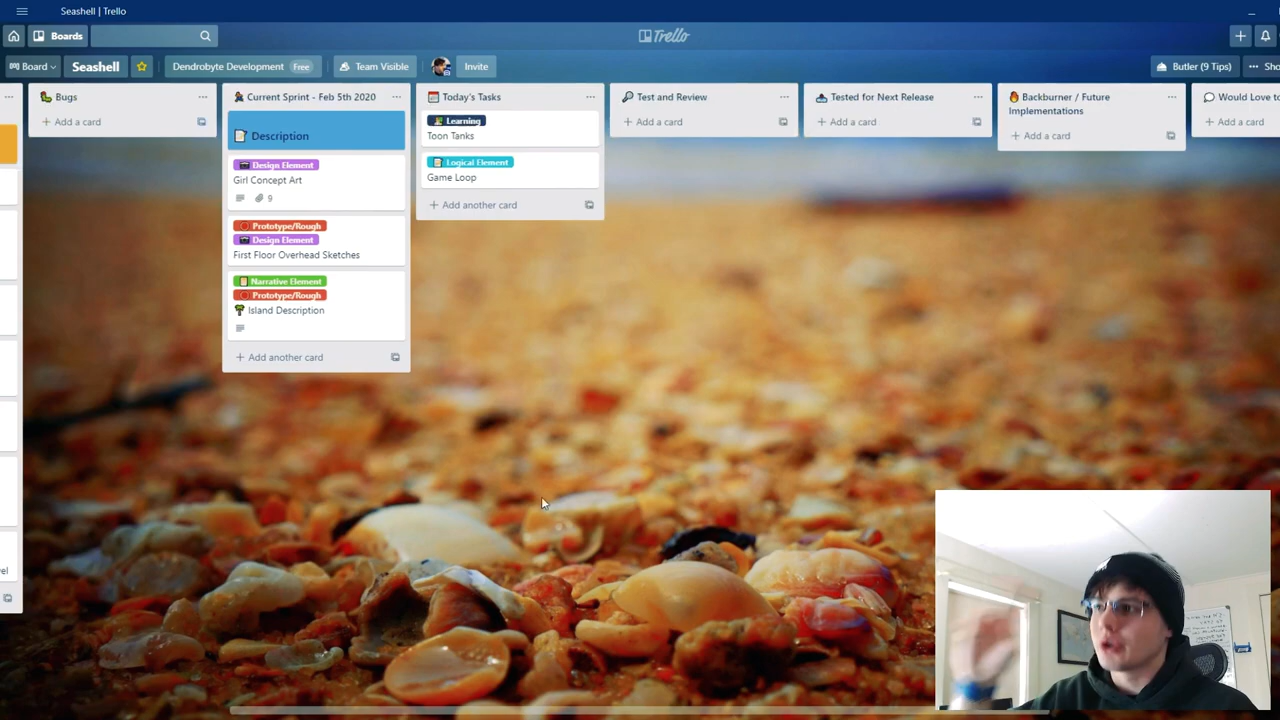 Seashell | Trello
Boards
Trello
Board
Seashell
Dendrobyte Development
Free
Team Visible
Invite
Butler (9 Tips)
Sho
Bugs
Add a card
Current Sprint - Feb 5th 2020
Description
Design Element
Girl Concept Art
9
Prototype/Rough
Design Element
First Floor Overhead Sketches
Narrative Element
Prototype/Rough
Island Description
Add another card
Today's Tasks
Learning
Toon Tanks
Logical Element
Game Loop
Add another card
Test and Review
Add a card
Tested for Next Release
Add a card
Backburner / Future
Implementations
Add a card
Would Love to
Add a card
el